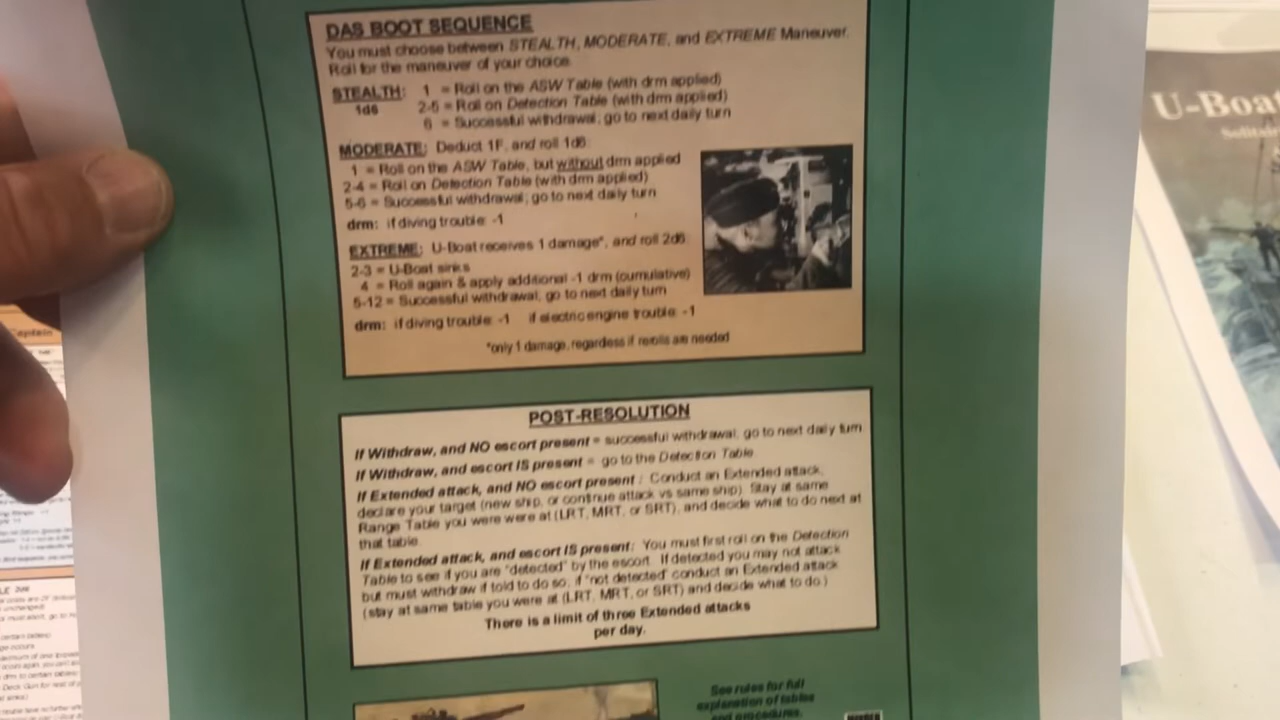 DAS BOOT SEQUENCE
You must choose between STEALTH, MODERATE, and EXTREME Maneuver.
Roll for the maneuver of your choice.
STEALTH: 1 = Roll on the ASW Table (with drm applied)
1d6 2-5 = Roll on Detection Table (with drm applied)
6 = Successful withdrawal; go to next daily turn
MODERATE: Deduct 1F, and roll 1d6:
1 = Roll on the ASW Table, but without drm applied
2-4 = Roll on Detection Table (with drm applied)
5-6 = Successful withdrawal; go to next daily turn
drm: if diving trouble: -1
EXTREME: U-Boat receives 1 damage*, and roll 2d6:
2-3 = U-Boat sinks
4 = Roll again & apply additional -1 drm (cumulative)
5-12 = Successful withdrawal; go to next daily turn
drm: if diving trouble: -1 if electric engine trouble: -1
*only 1 damage, regardless if rerolls are needed
POST-RESOLUTION
If Withdraw, and NO escort present = successful withdrawal; go to next daily turn.
If Withdraw, and escort IS present = go to the Detection Table.
If Extended attack, and NO escort present: Conduct an Extended attack,
declare your target (new ship, or continue attack vs same ship). Stay at same
Range Table you were were at (LRT, MRT, or SRT), and decide what to do next at
that table.
If Extended attack, and escort IS present: You must first roll on the Detection
Table to see if you are "detected" by the escort. If detected you may not attack
but must withdraw if told to do so; if "not detected" conduct an Extended attack
(stay at same table you were at (LRT, MRT, or SRT) and decide what to do.)
There is a limit of three Extended attacks
per day.
See rules for full
explanation of tables
and procedures.
U-Boat
Solitai
Captain